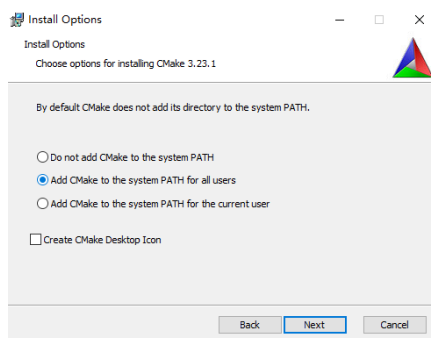 Install Options
Install Options
Choose options for installing CMake 3.23.1
By default CMake does not add its directory to the system PATH.
Do not add CMake to the system PATH
Add CMake to the system PATH for all users
Add CMake to the system PATH for the current user
Create CMake Desktop Icon
Back Next Cancel